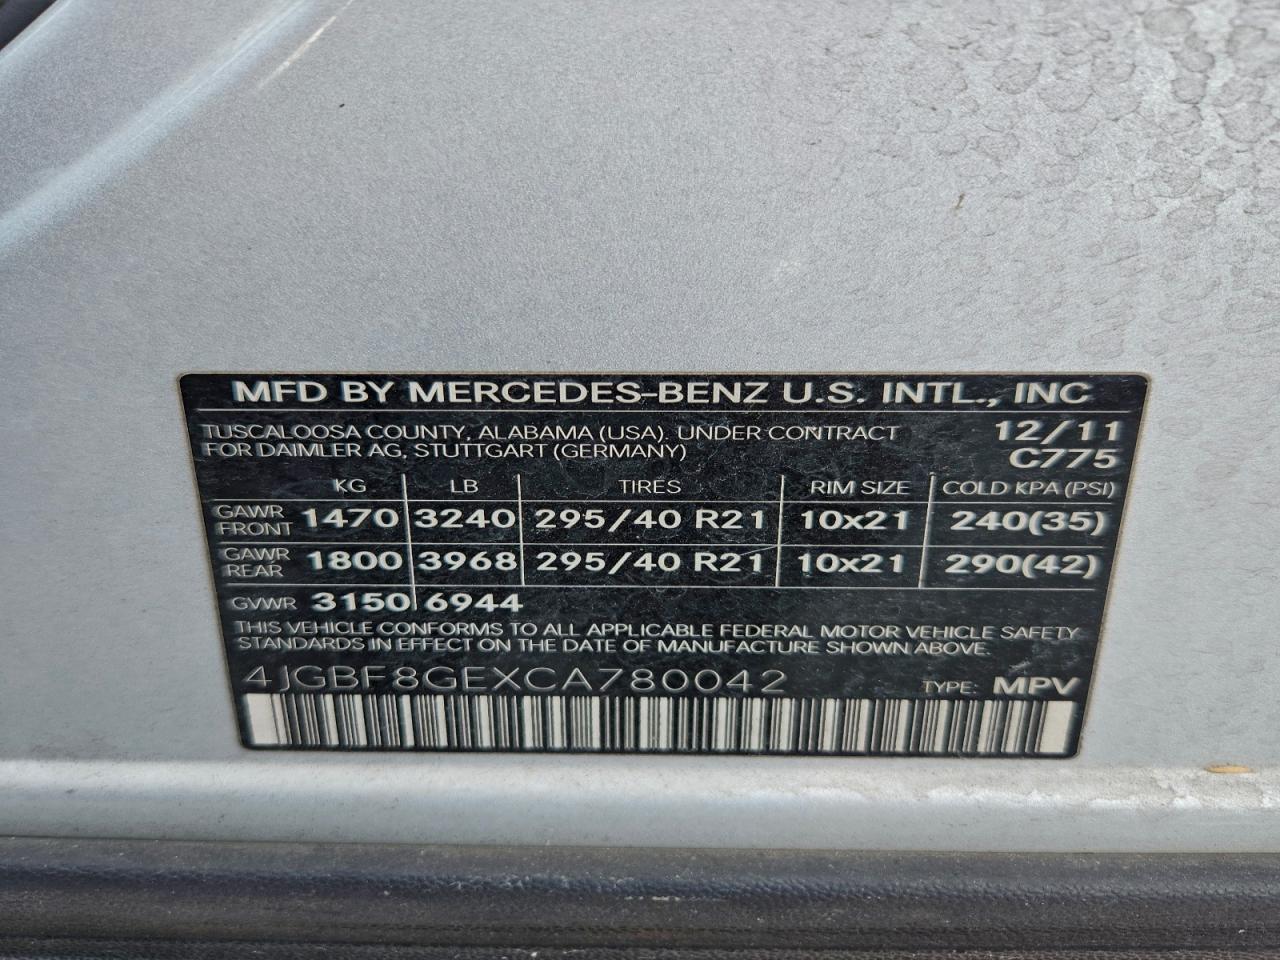 MFD BY MERCEDES-BENZ U.S. INTL., INC
TUSCALOOSA COUNTY, ALABAMA (USA). UNDER CONTRACT 12/11
FOR DAIMLER AG, STUTTGART (GERMANY) C775
KG LB TIRES RIM SIZE COLD KPA (PSI)
GAWR FRONT 1470 3240 295/40 R21 10x21 240(35)
GAWR REAR 1800 3968 295/40 R21 10x21 290(42)
GVWR 3150 6944
THIS VEHICLE CONFORMS TO ALL APPLICABLE FEDERAL MOTOR VEHICLE SAFETY
STANDARDS IN EFFECT ON THE DATE OF MANUFACTURE SHOWN ABOVE.
4JGBF8GEXCA780042 TYPE: MPV